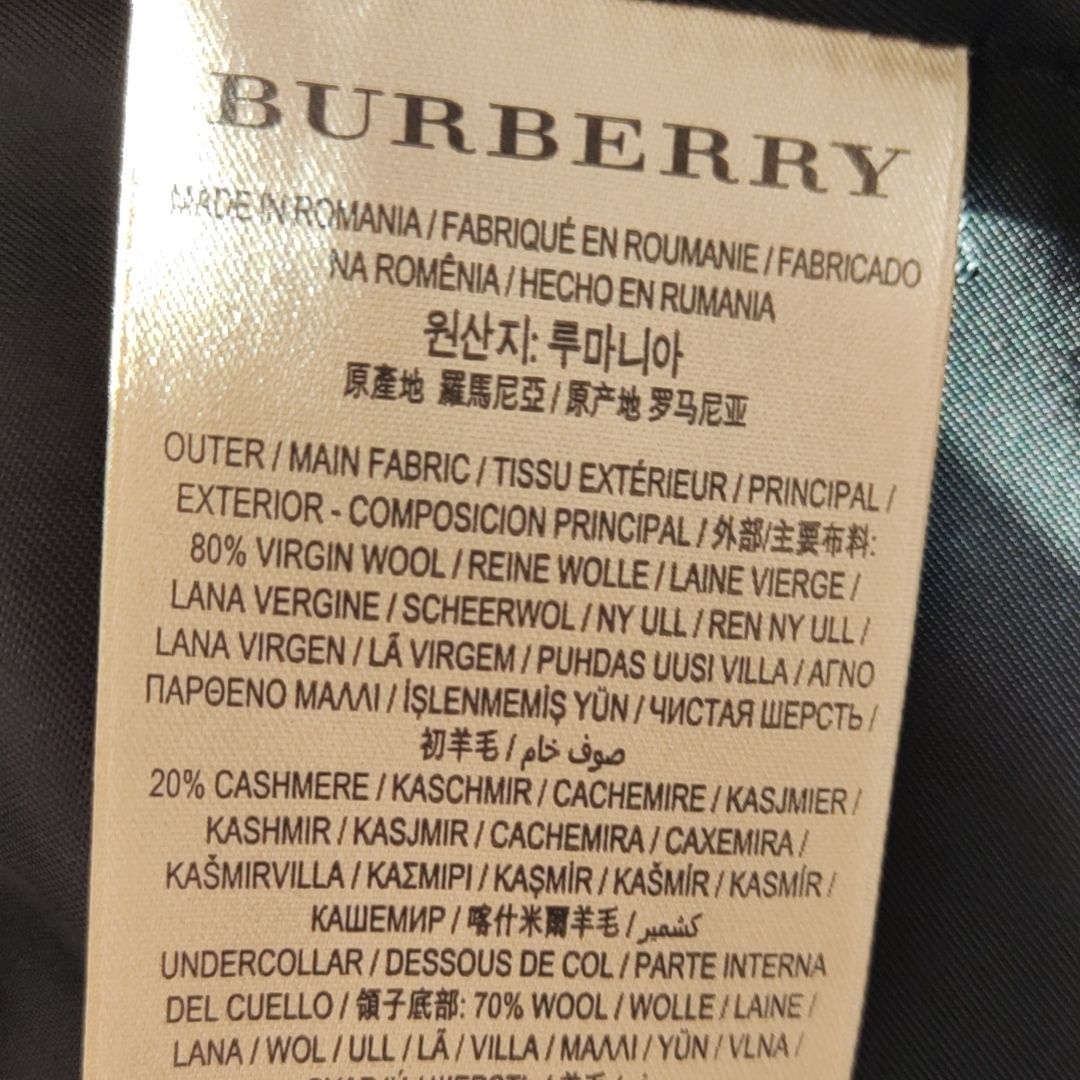 BURBERRY
MADE IN ROMANIA / FABRIQUÉ EN ROUMANIE / FABRICADO
NA ROMÊNIA / HECHO EN RUMANIA
원산지: 루마니아
原產地 羅馬尼亞 / 原产地 罗马尼亚
OUTER / MAIN FABRIC / TISSU EXTÉRIEUR / PRINCIPAL /
EXTERIOR - COMPOSICION PRINCIPAL / 外部/主要布料:
80% VIRGIN WOOL / REINE WOLLE / LAINE VIERGE /
LANA VERGINE / SCHEERWOL / NY ULL / REN NY ULL /
LANA VIRGEN / LÃ VIRGEM / PUHDAS UUSI VILLA / ΑΓΝΟ
ΠΑΡΘΕΝΟ ΜΑΛΛΙ / İŞLENMEMİŞ YÜN / ЧИСТАЯ ШЕРСТЬ /
初羊毛 / صوف خام
20% CASHMERE / KASCHMIR / CACHEMIRE / KASJMIER /
KASHMIR / KASJMIR / CACHEMIRA / CAXEMIRA /
KAŠMIRVILLA / ΚΑΣΜΙΡΙ / KAŞMİR / KAŠMÍR / KASMÍR /
КАШЕМИР / 喀什米爾羊毛 / كشمير
UNDERCOLLAR / DESSOUS DE COL / PARTE INTERNA
DEL CUELLO / 領子底部: 70% WOOL / WOLLE / LAINE /
LANA / WOL / ULL / LÃ / VILLA / ΜΑΛΛΙ / YÜN / VLNA /